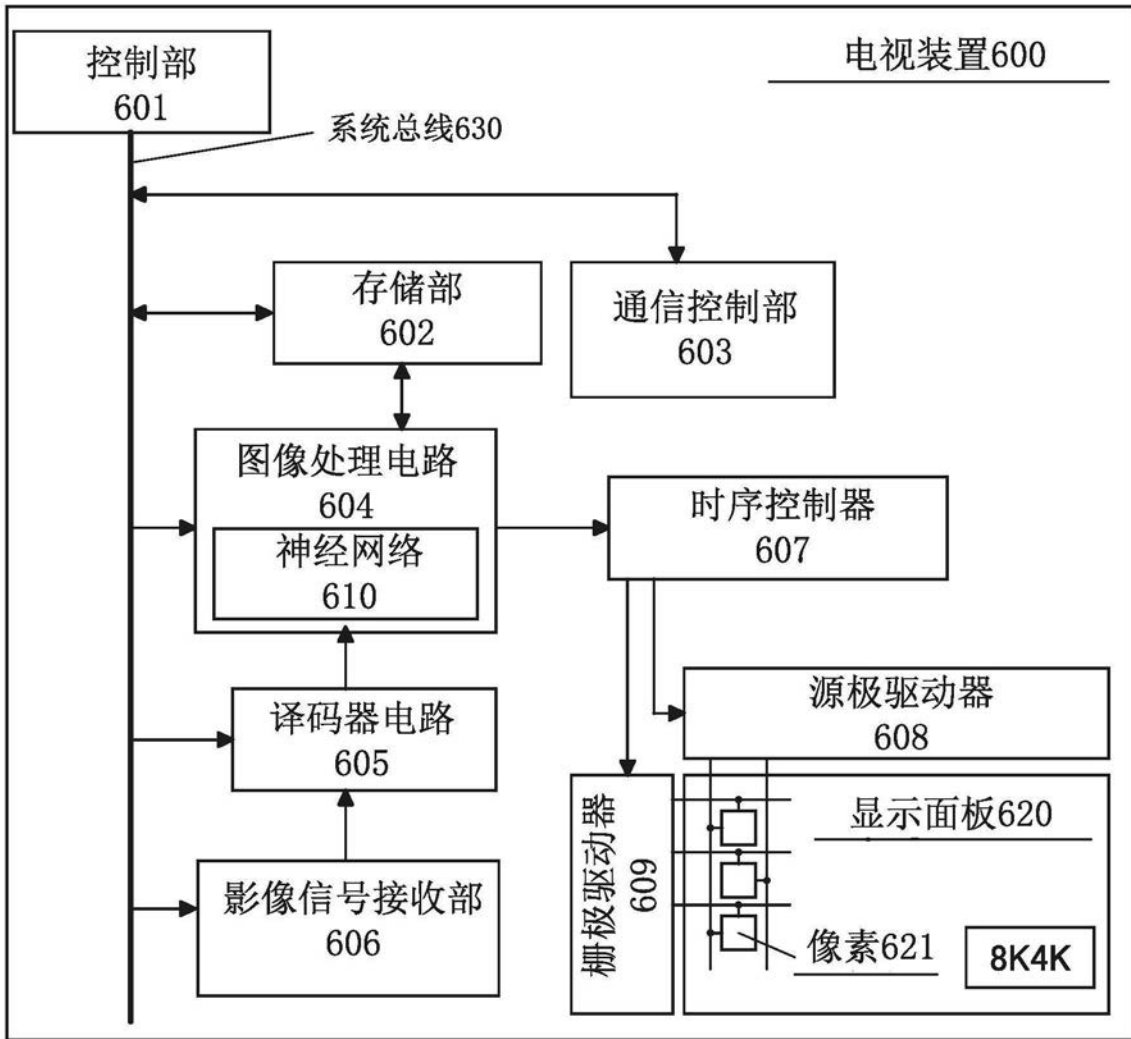 控制部
601
电视装置600
系统总线630
存储部
602
通信控制部
603
图像处理电路
604
神经网络
610
时序控制器
607
译码器电路
605
源极驱动器
608
栅极驱动器
609
显示面板620
影像信号接收部
606
像素621
8K4K